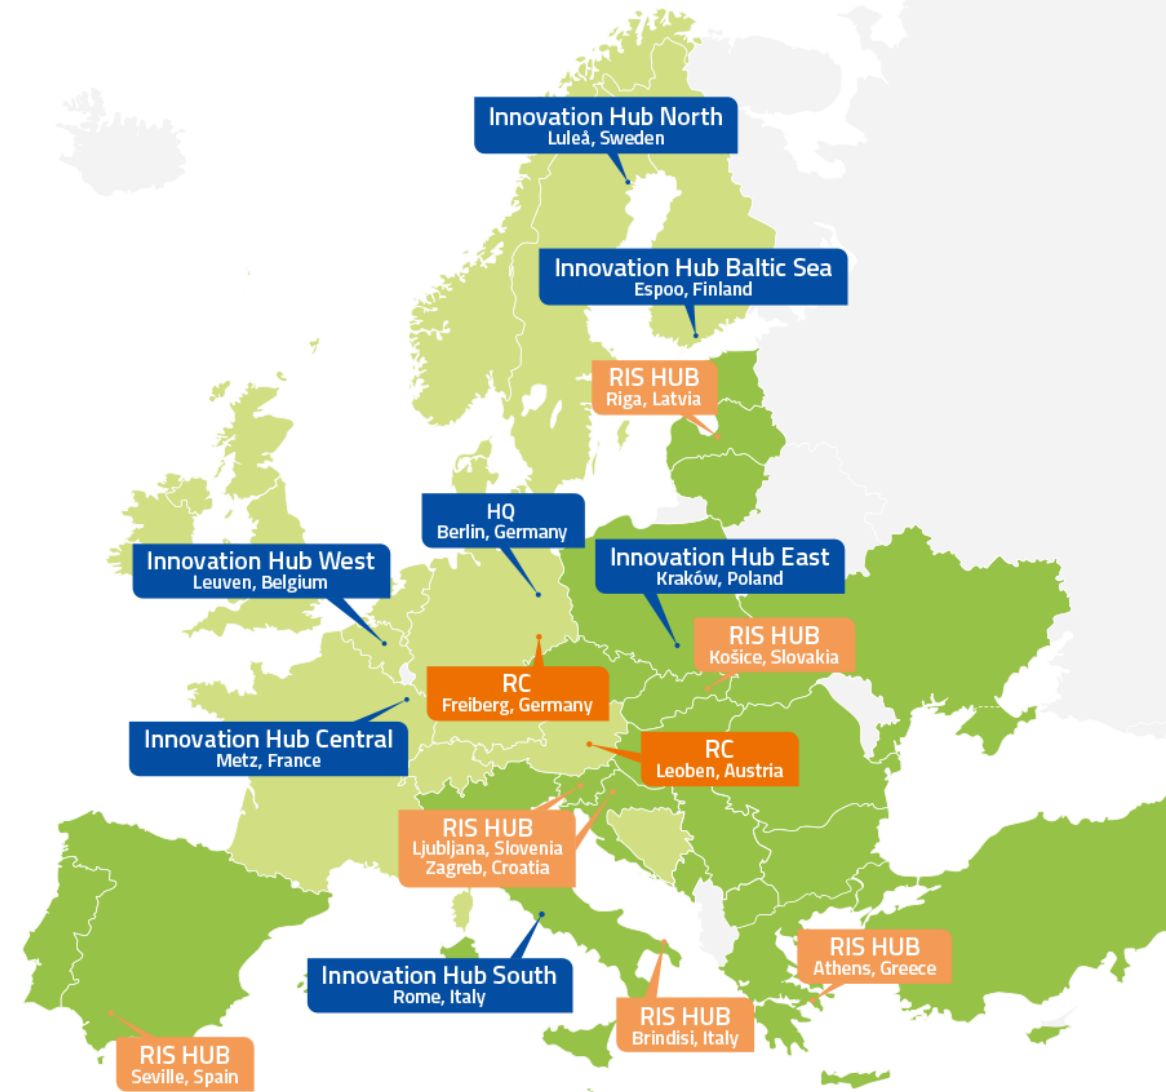 Innovation Hub North
Luleå, Sweden
Innovation Hub Baltic Sea
Espoo, Finland
RIS HUB
Riga, Latvia
HQ
Berlin, Germany
Innovation Hub West
Leuven, Belgium
Innovation Hub East
Kraków, Poland
RIS HUB
Košice, Slovakia
RC
Freiberg, Germany
Innovation Hub Central
Metz, France
RC
Leoben, Austria
RIS HUB
Ljubljana, Slovenia
Zagreb, Croatia
RIS HUB
Athens, Greece
Innovation Hub South
Rome, Italy
RIS HUB
Brindisi, Italy
RIS HUB
Seville, Spain